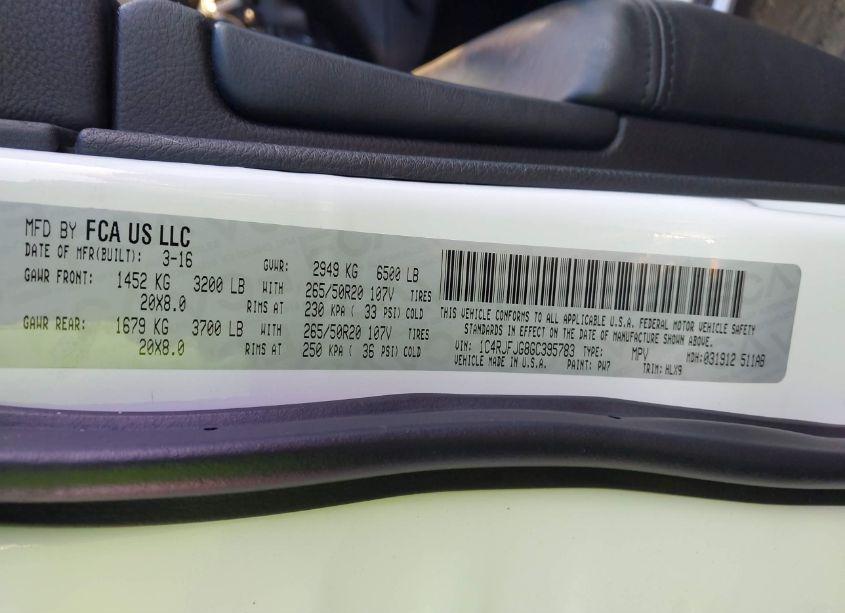 MFD BY FCA US LLC
DATE OF MFR(BUILT): 3-16 GVWR: 2949 KG 6500 LB
GAWR FRONT: 1452 KG 3200 LB WITH 265/50R20 107V TIRES
20X8.0 RIMS AT 230 KPA ( 33 PSI) COLD
GAWR REAR: 1679 KG 3700 LB WITH 265/50R20 107V TIRES
20X8.0 RIMS AT 250 KPA ( 36 PSI) COLD
THIS VEHICLE CONFORMS TO ALL APPLICABLE U.S.A. FEDERAL MOTOR VEHICLE SAFETY
STANDARDS IN EFFECT ON THE DATE OF MANUFACTURE SHOWN ABOVE.
VIN: 1C4RJFJG8GC395783 TYPE: MPV MDH:031912 511AB
VEHICLE MADE IN U.S.A. PAINT: PW7 TRIM: HLX9